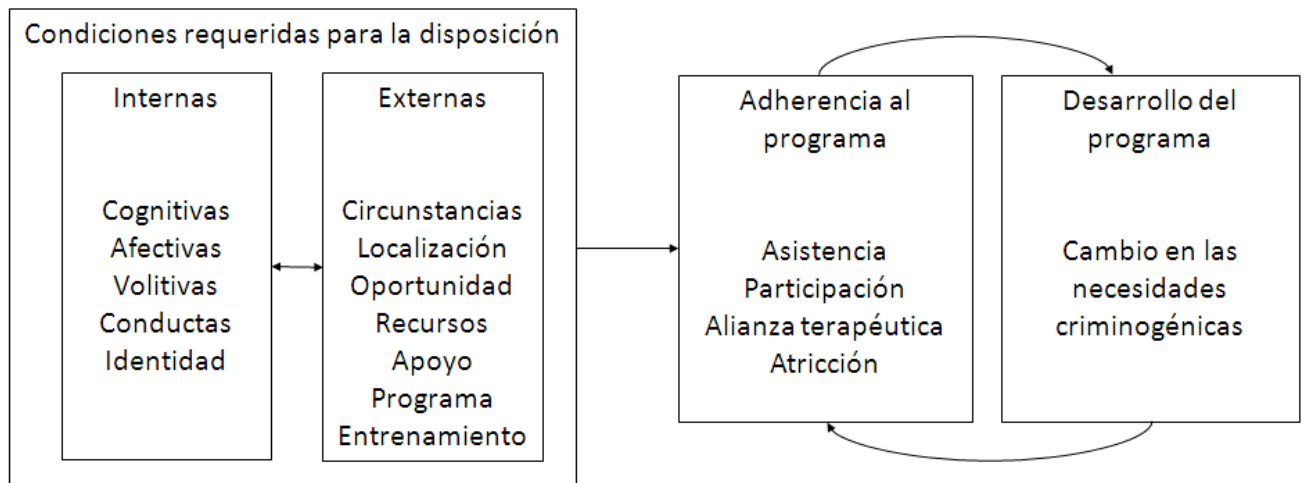 Condiciones requeridas para la disposición
Internas
Cognitivas
Afectivas
Volitivas
Conductas
Identidad
Externas
Circunstancias
Localización
Oportunidad
Recursos
Apoyo
Programa
Entrenamiento
Adherencia al
programa
Asistencia
Participación
Alianza terapéutica
Atricción
Desarrollo del
programa
Cambio en las
necesidades
criminogénicas